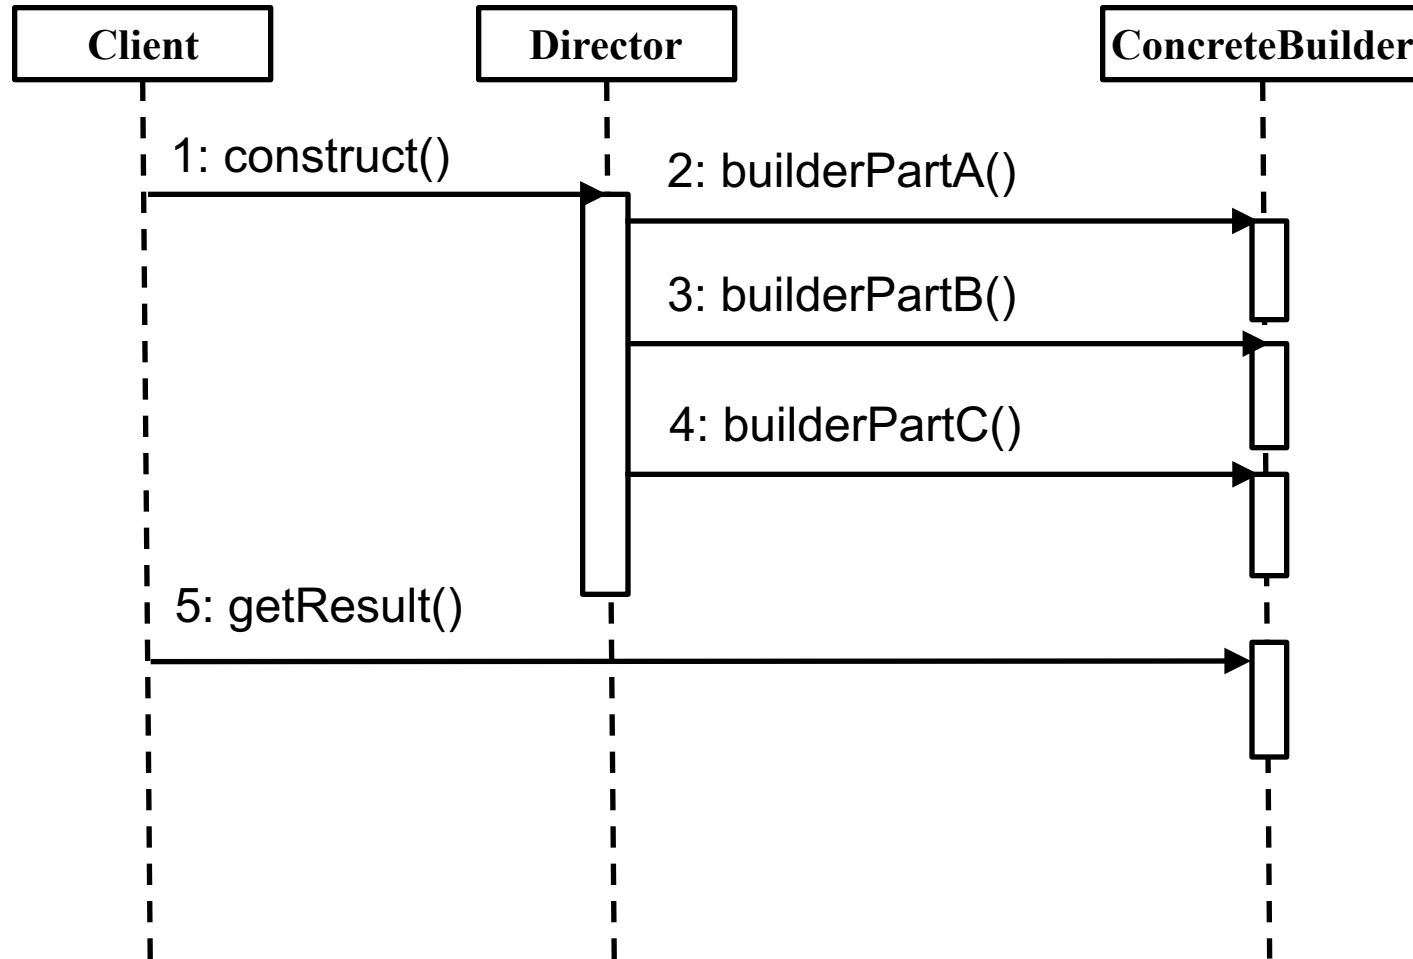 Client
Director
ConcreteBuilder
1: construct()
2: builderPartA()
3: builderPartB()
4: builderPartC()
5: getResult()